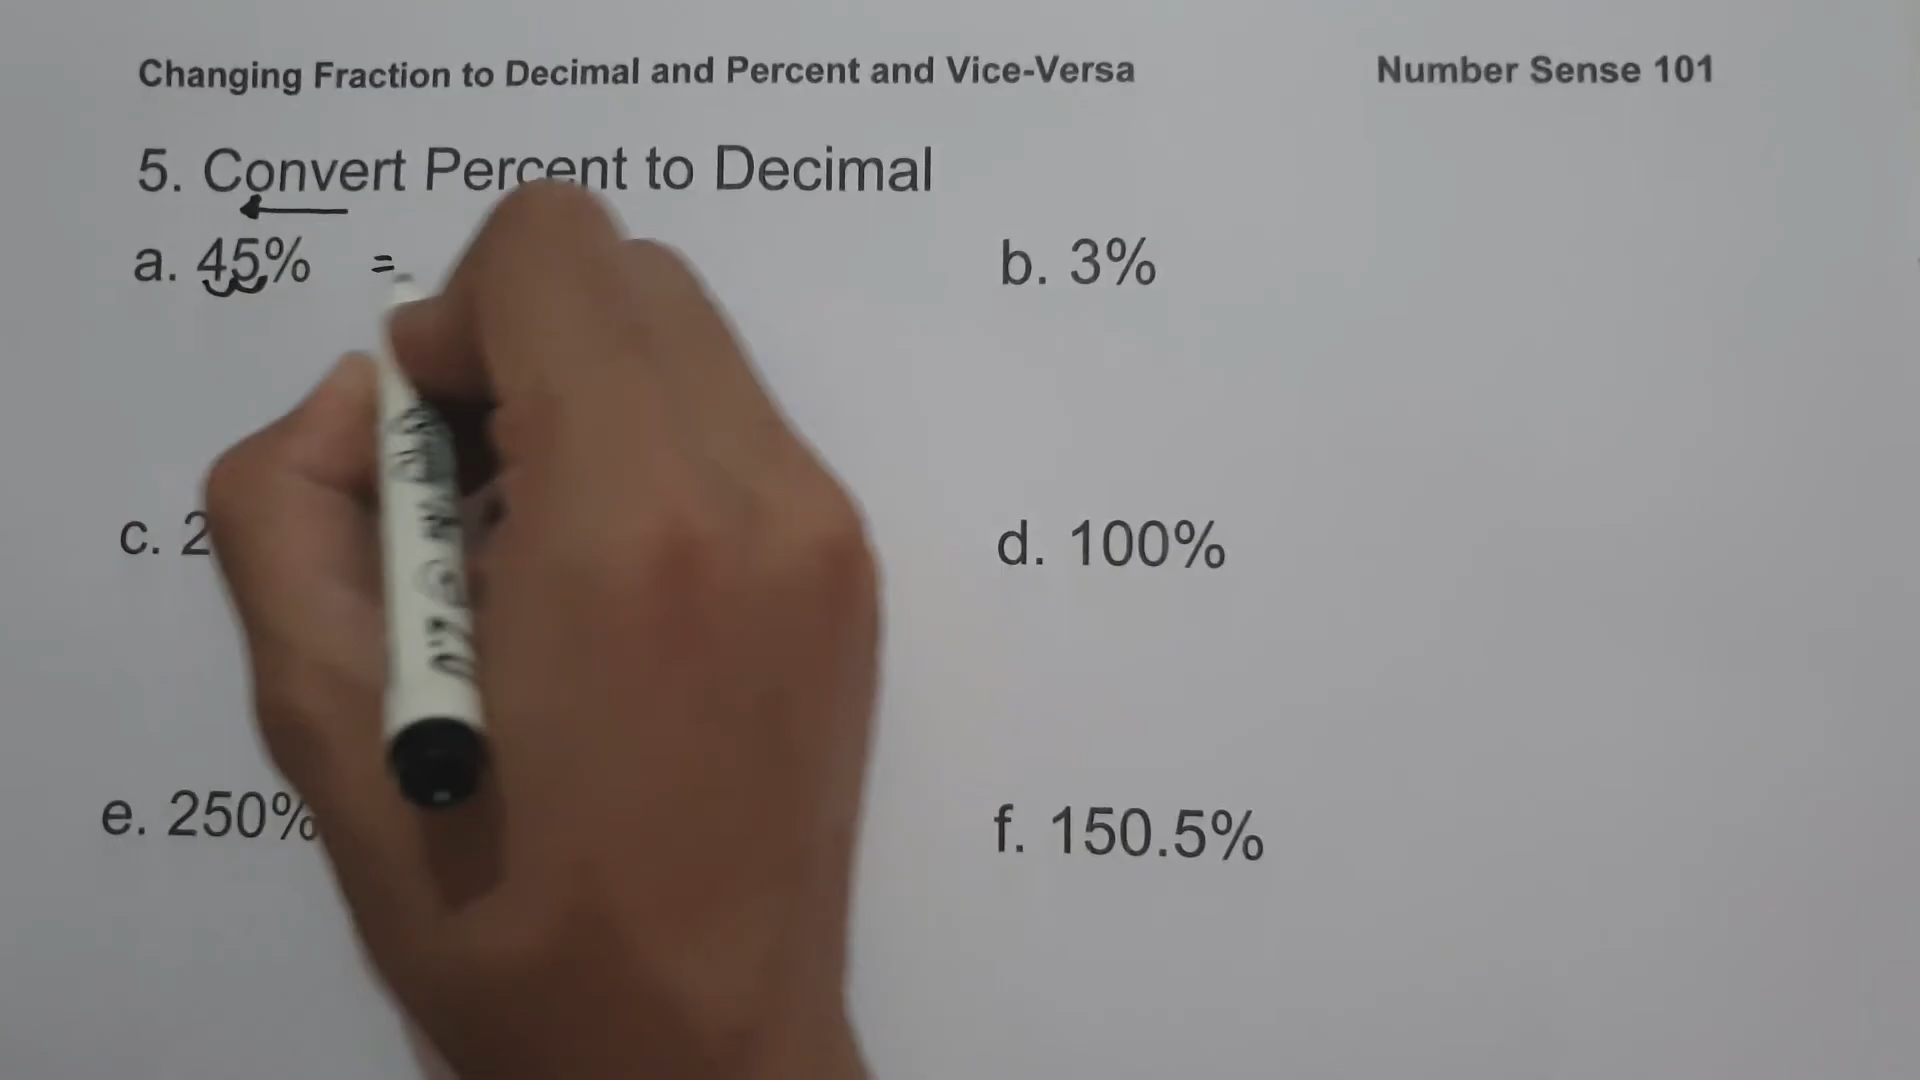 Changing Fraction to Decimal and Percent and Vice-Versa Number Sense 101
5. Convert Percent to Decimal
a. 45% = b. 3%
c. 2 d. 100%
e. 250% f. 150.5%